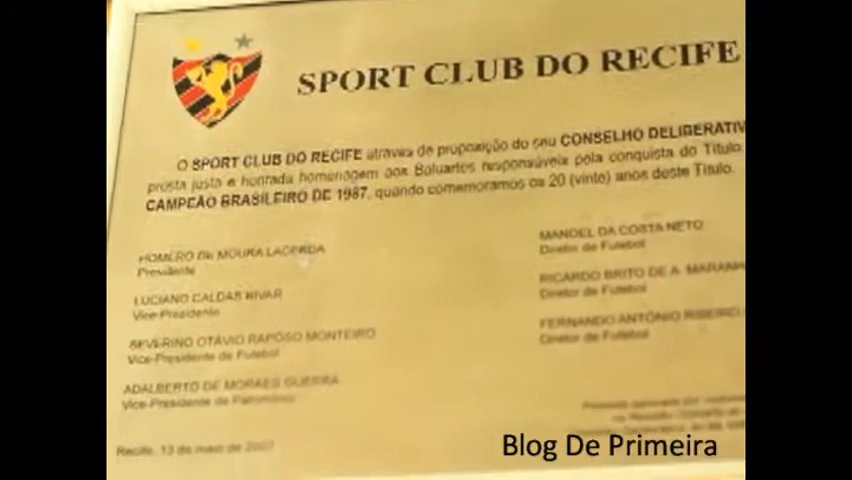 SPORT CLUB DO RECIFE
O SPORT CLUB DO RECIFE através de proposição do seu CONSELHO DELIBERATIV
prosta justa e honrada homenagem aos Baluartes responsáveis pela conquista do Título
CAMPEÃO BRASILEIRO DE 1987, quando comemoramos os 20 (vinte) anos deste Título.
HOMERO DE MOURA LACERDA
Presidente
LUCIANO CALDAS BIVAR
Vice-Presidente
SEVERINO OTÁVIO RAPÔSO MONTEIRO
Vice-Presidente de Futebol
ADALBERTO DE MORAES GUERRA
Vice-Presidente de Patrimônio
MANOEL DA COSTA NETO
Diretor de Futebol
RICARDO BRITO DE A. MARANH
Diretor de Futebol
FERNANDO ANTÔNIO RIBEIRO
Diretor de Futebol
Recife, 13 de maio de 2007
Blog De Primeira